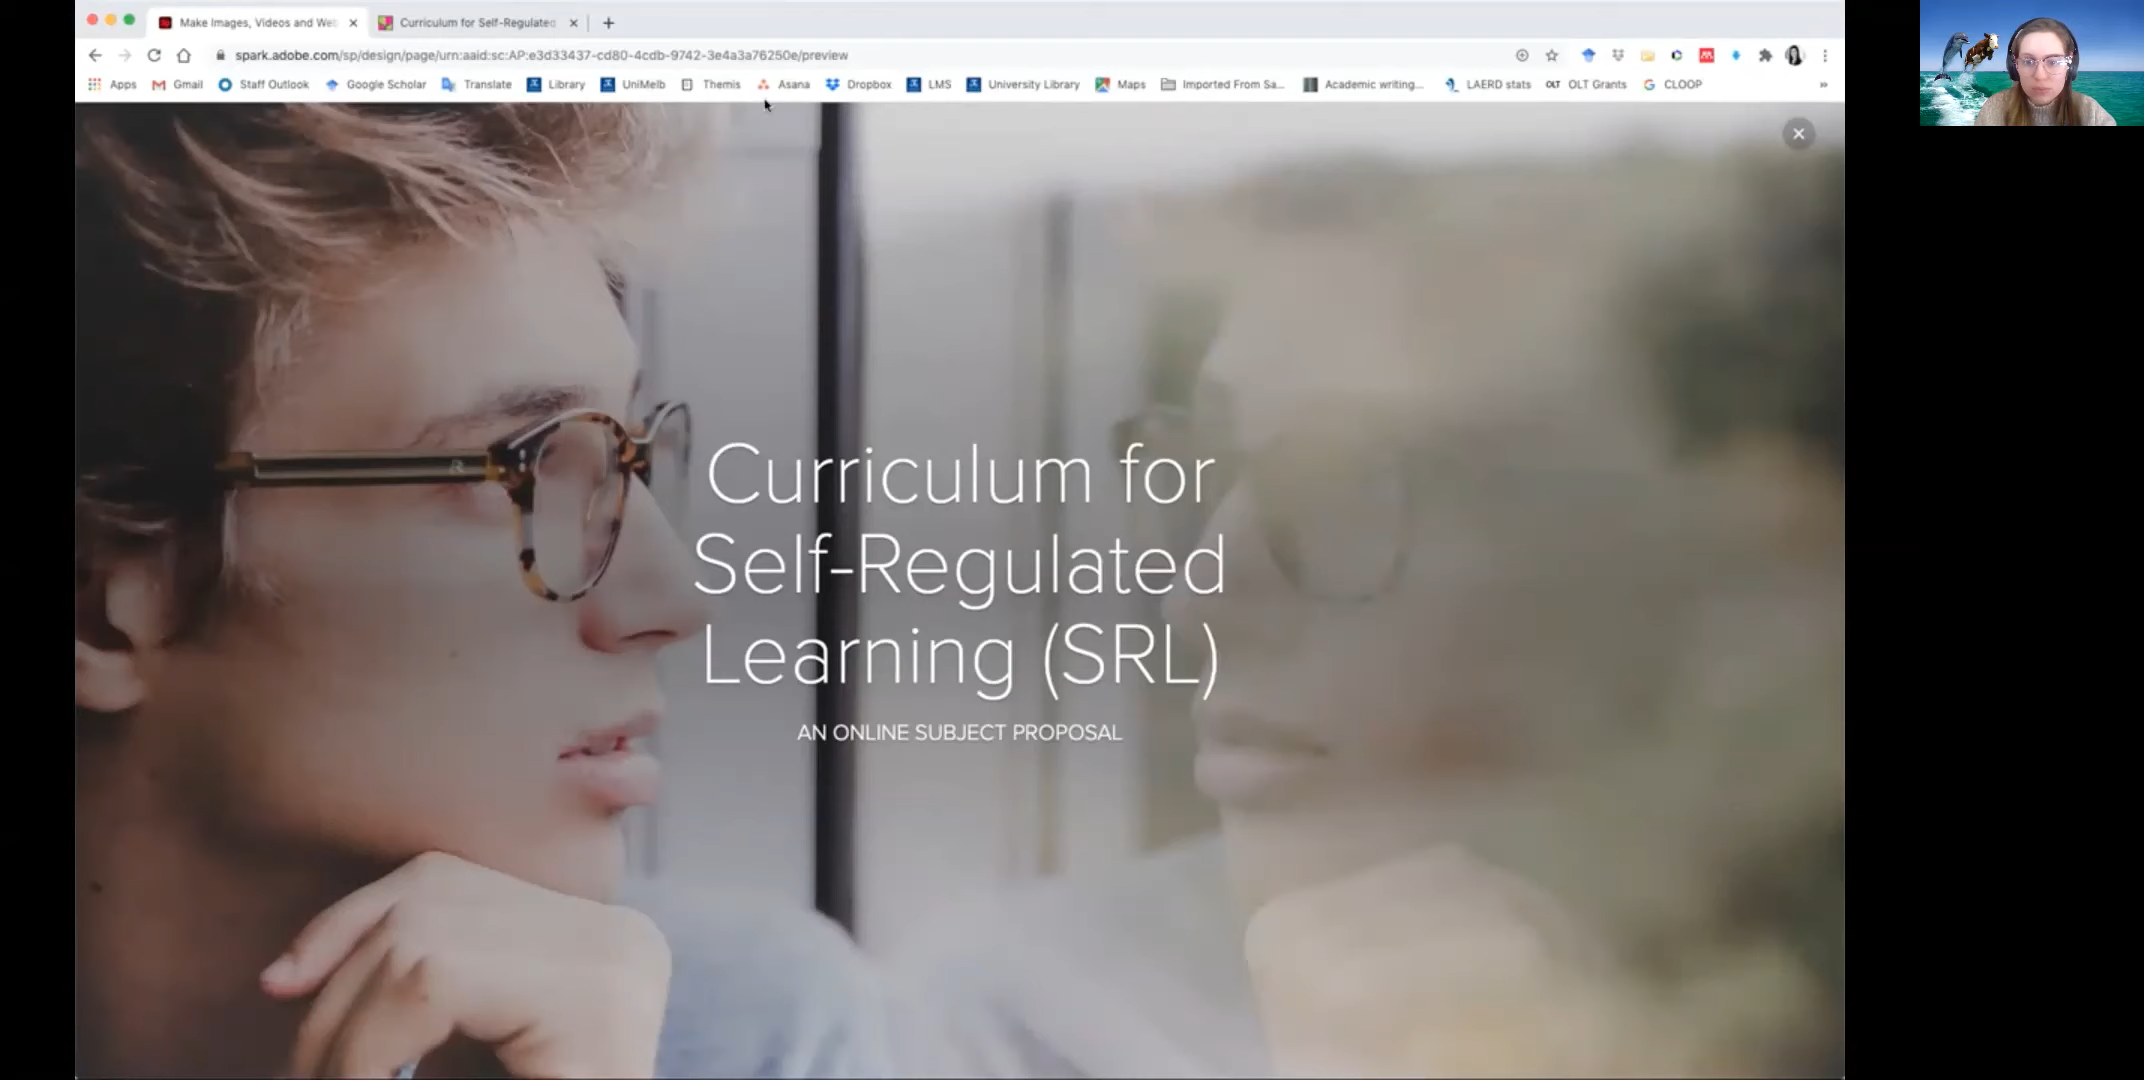 Make Images, Videos and Web
Curriculum for Self-Regulated
spark.adobe.com/sp/design/page/urn:aaid:sc:AP:e3d33437-cd80-4cdb-9742-3e4a3a76250e/preview
Apps Gmail Staff Outlook Google Scholar Translate Library UniMelb Themis Asana Dropbox LMS University Library Maps Imported From Sa... Academic writing... LAERD stats OLT OLT Grants CLOOP »
Curriculum for
Self-Regulated
Learning (SRL)
AN ONLINE SUBJECT PROPOSAL